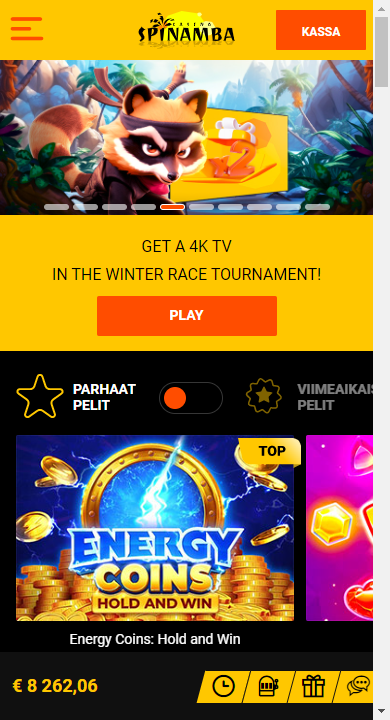 CASINO
SPINAMBA
KASSA
x2
GET A 4K TV
IN THE WINTER RACE TOURNAMENT!
PLAY
PARHAAT
PELIT
VIIMEAIKAIS
PELIT
TOP
ENERGY
COINS
HOLD AND WIN
Energy Coins: Hold and Win
€ 8 262,06